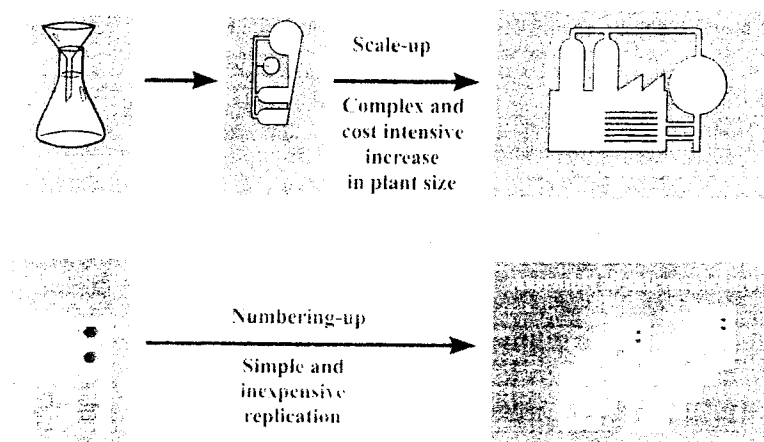 Scale-up
Complex and
cost intensive
increase
in plant size
Numbering-up
Simple and
inexpensive
replication